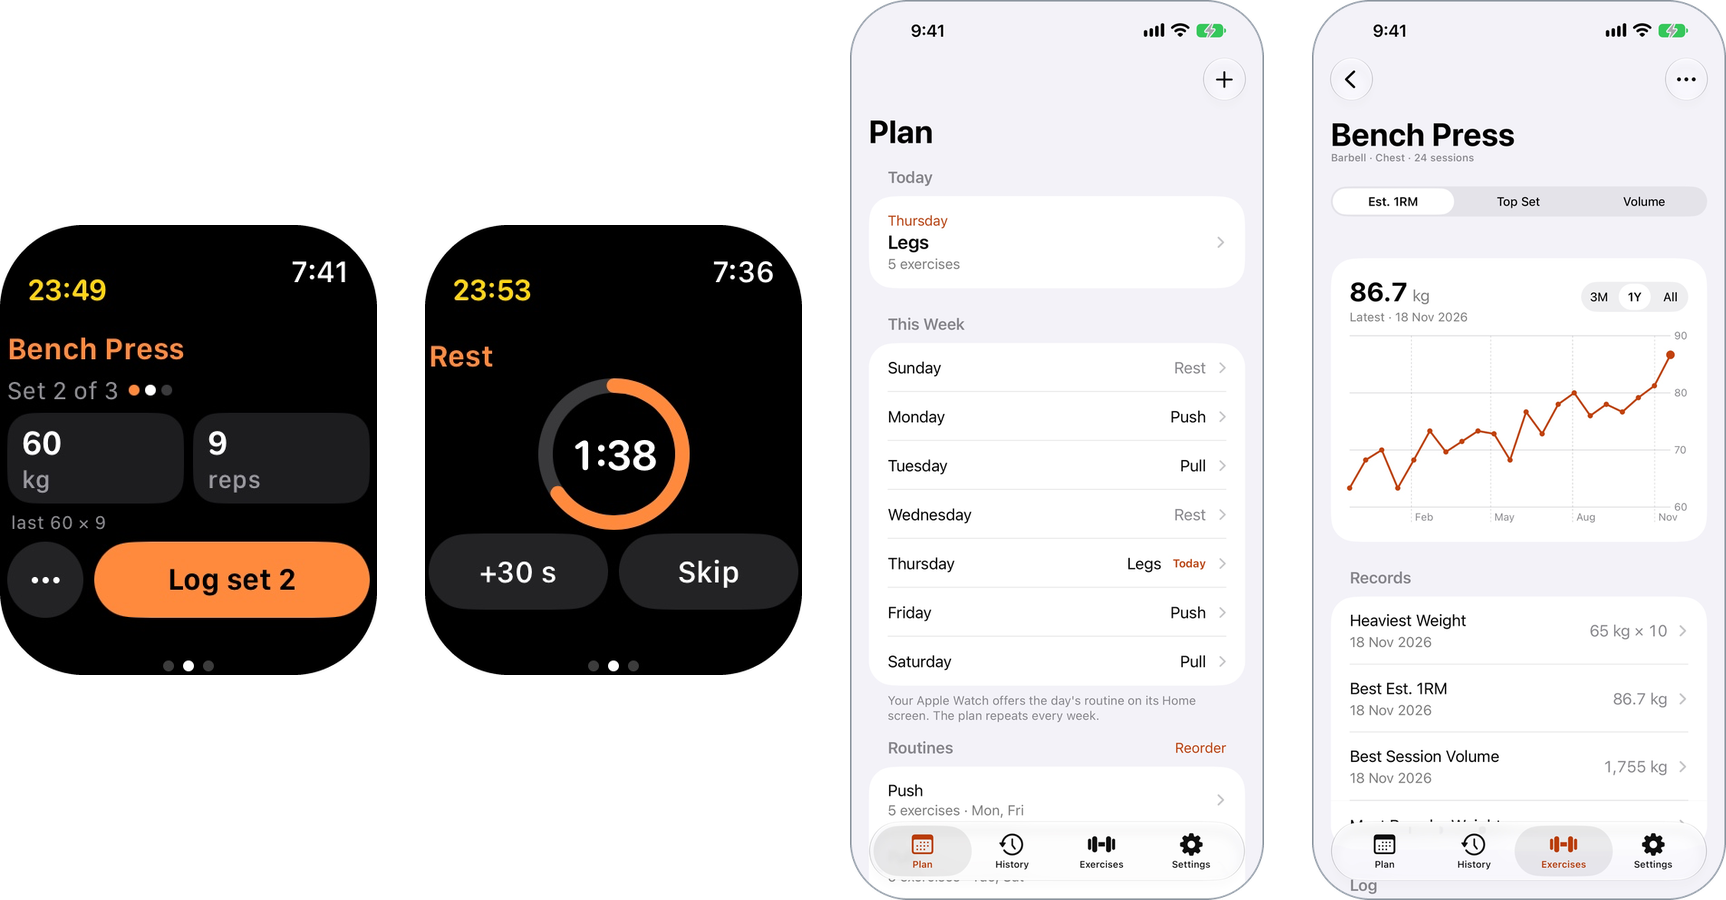 23:49
7:41
Bench Press
Set 2 of 3
60
kg
9
reps
last 60 × 9
Log set 2
23:53
7:36
Rest
1:38
+30 s
Skip
9:41
Plan
Today
Thursday
Legs
5 exercises
This Week
Sunday Rest
Monday Push
Tuesday Pull
Wednesday Rest
Thursday Legs Today
Friday Push
Saturday Pull
Your Apple Watch offers the day's routine on its Home
screen. The plan repeats every week.
Routines Reorder
Push
5 exercises · Mon, Fri
Plan History Exercises Settings
9:41
Bench Press
Barbell · Chest · 24 sessions
Est. 1RM Top Set Volume
86.7 kg
Latest · 18 Nov 2026
3M 1Y All
90
80
70
60
Feb May Aug Nov
Records
Heaviest Weight
18 Nov 2026
65 kg × 10
Best Est. 1RM
18 Nov 2026
86.7 kg
Best Session Volume
18 Nov 2026
1,755 kg
Plan History Exercises Settings
Log